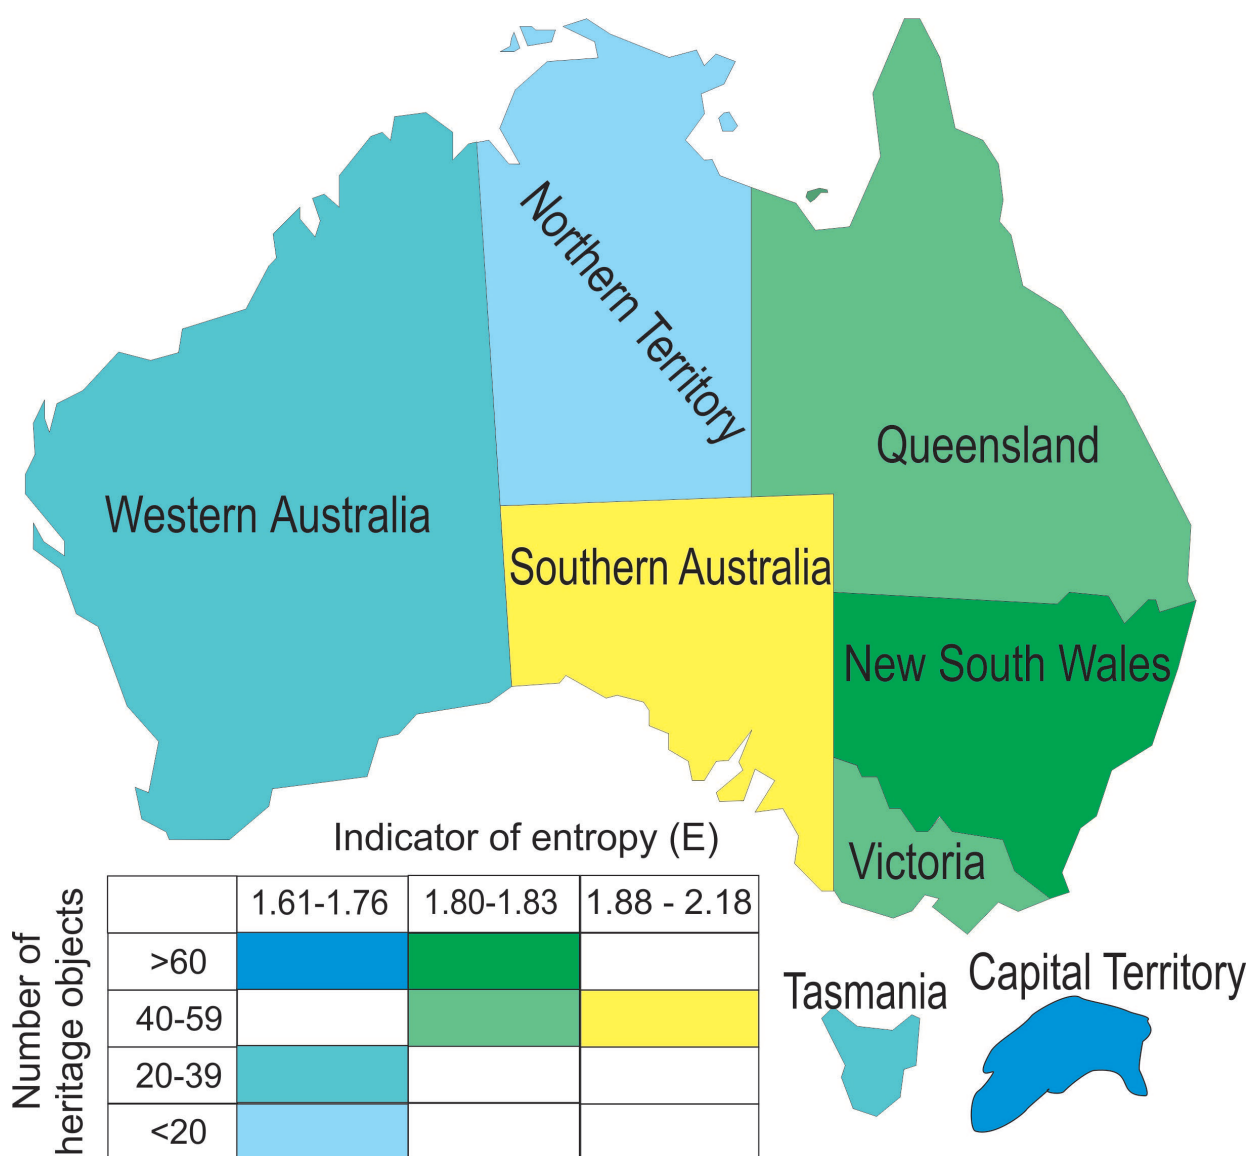 Northern Territory
Queensland
Western Australia
Southern Australia
New South Wales
Victoria
Tasmania
Capital Territory
Indicator of entropy (E)
Number of
heritage objects
1.61-1.76 1.80-1.83 1.88 - 2.18
>60
40-59
20-39
<20